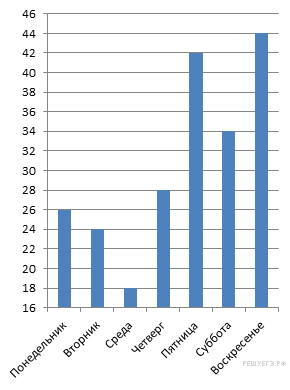 46
44
42
40
38
36
34
32
30
28
26
24
22
20
18
16
Понедельник
Вторник
Среда
Четверг
Пятница
Суббота
Воскресенье
РЕШУЕГЭ.РФ